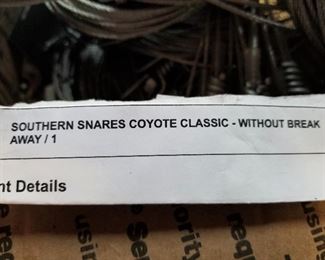 SOUTHERN SNARES COYOTE CLASSIC - WITHOUT BREAK
AWAY / 1
nt Details